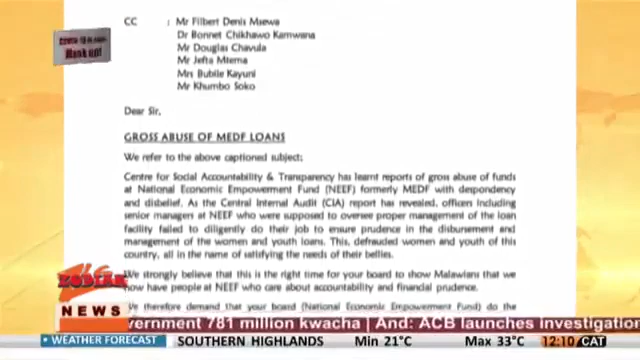 COVID-19 IS REAL
Mask up!
CC : Mr Filbert Denis Msewa
Dr Bonnet Chikhawo Kamwana
Mr Douglas Chavula
Mr Jefta Mtema
Mrs Bubile Kayuni
Mr Khumbo Soko
Dear Sir,
GROSS ABUSE OF MEDF LOANS
We refer to the above captioned subject;
Centre for Social Accountability & Transparency has learnt reports of gross abuse of funds
at National Economic Empowerment Fund (NEEF) formerly MEDF with despondency
and disbelief. As the Central Internal Audit (CIA) report has revealed, officers including
senior managers at NEEF who were supposed to oversee proper management of the loan
facility failed to diligently do their job to ensure prudence in the disbursement and
management of the women and youth loans. This, defrauded women and youth of this
country, all in the name of satisfying the needs of their bellies.
We strongly believe that this is the right time for your board to show Malawians that we
now have people at NEEF who care about accountability and financial prudence.
We therefore demand that your board (National Economic Empowerment Fund) do the
ZODIAK
NEWS
vernment 781 million kwacha | And: ACB launches investigation
WEATHER FORECAST SOUTHERN HIGHLANDS Min 21°C Max 33°C 12:10 CAT